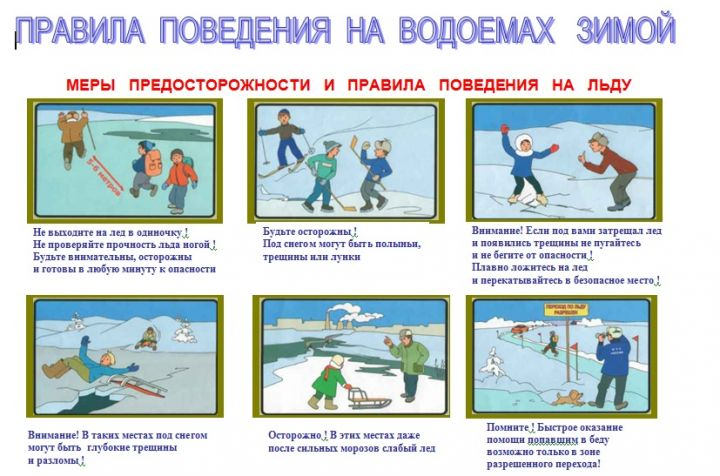 ПРАВИЛА ПОВЕДЕНИЯ НА ВОДОЕМАХ ЗИМОЙ
МЕРЫ ПРЕДОСТОРОЖНОСТИ И ПРАВИЛА ПОВЕДЕНИЯ НА ЛЬДУ
5-6 метров
Не выходите на лед в одиночку!
Не проверяйте прочность льда ногой!
Будьте внимательны, осторожны
и готовы в любую минуту к опасности
Будьте осторожны!
Под снегом могут быть полыньи,
трещины или лунки
Внимание! Если под вами затрещал лед
и появились трещины не пугайтесь
и не бегите от опасности!
Плавно ложитесь на лед
и перекатывайтесь в безопасное место!
Внимание! В таких местах под снегом
могут быть глубокие трещины
и разломы!
Осторожно! В этих местах даже
после сильных морозов слабый лед
ПЕРЕХОД ПО ЛЬДУ
РАЗРЕШЕН
Помните! Быстрое оказание
помощи попавшим в беду
возможно только в зоне
разрешенного перехода!